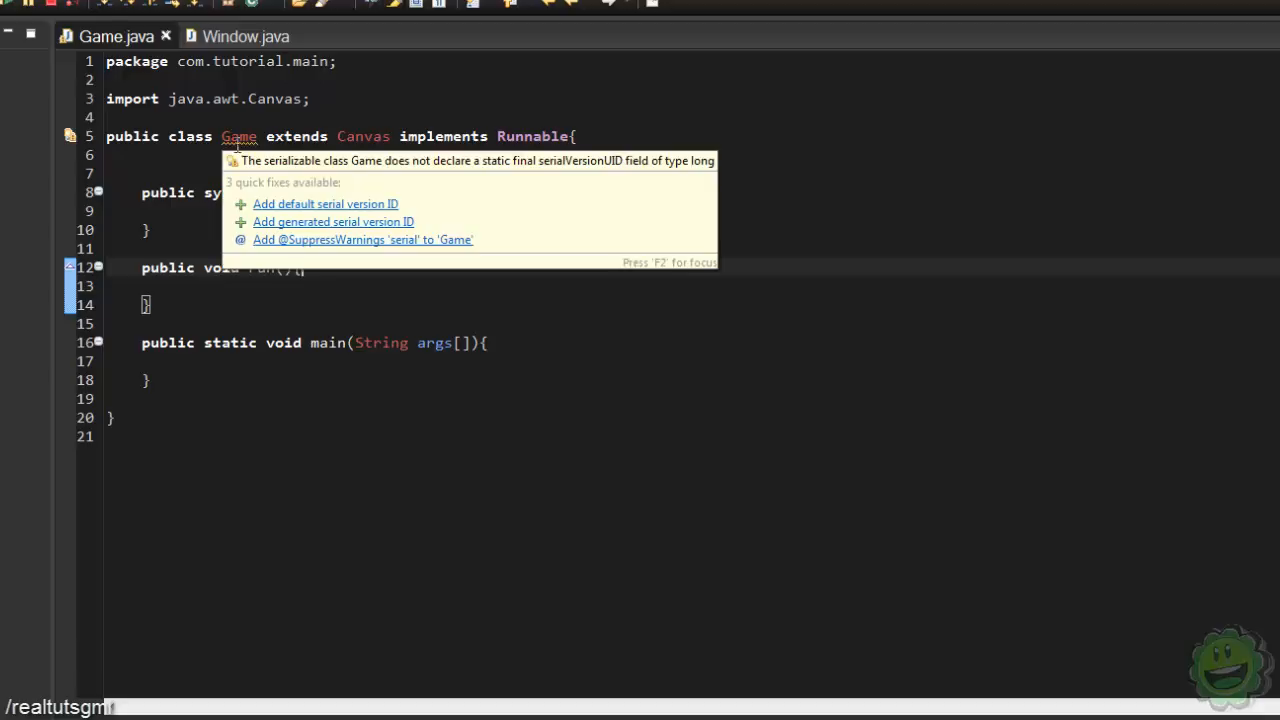 Game.java Window.java
1 package com.tutorial.main;
2
3 import java.awt.Canvas;
4
5 public class Game extends Canvas implements Runnable{
6
The serializable class Game does not declare a static final serialVersionUID field of type long
7
3 quick fixes available:
8 public sy
Add default serial version ID
9
Add generated serial version ID
10 }
@ Add @SuppressWarnings 'serial' to 'Game'
11
Press 'F2' for focus
12 public void run(){
13
14 }
15
16 public static void main(String args[]){
17
18 }
19
20 }
21
/realtutsgm